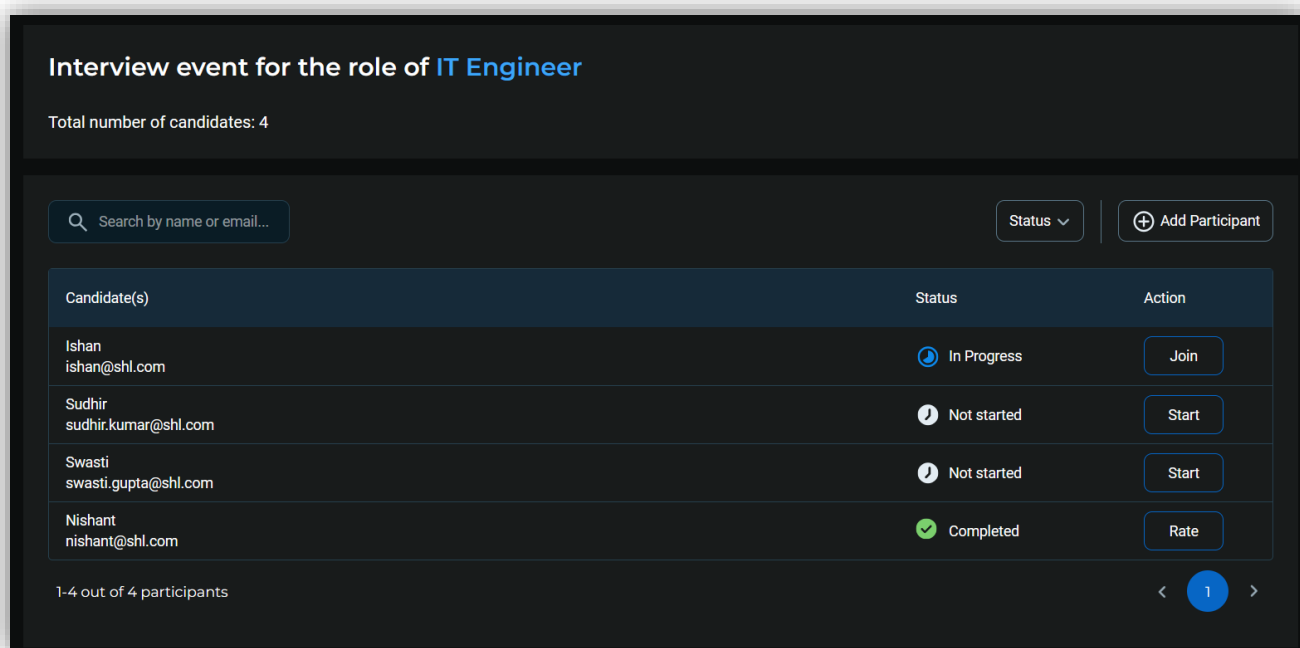 Interview event for the role of IT Engineer
Total number of candidates: 4
Search by name or email...
Status
Add Participant
Candidate(s) Status Action
Ishan
ishan@shl.com
In Progress
Join
Sudhir
sudhir.kumar@shl.com
Not started
Start
Swasti
swasti.gupta@shl.com
Not started
Start
Nishant
nishant@shl.com
Completed
Rate
1-4 out of 4 participants
1